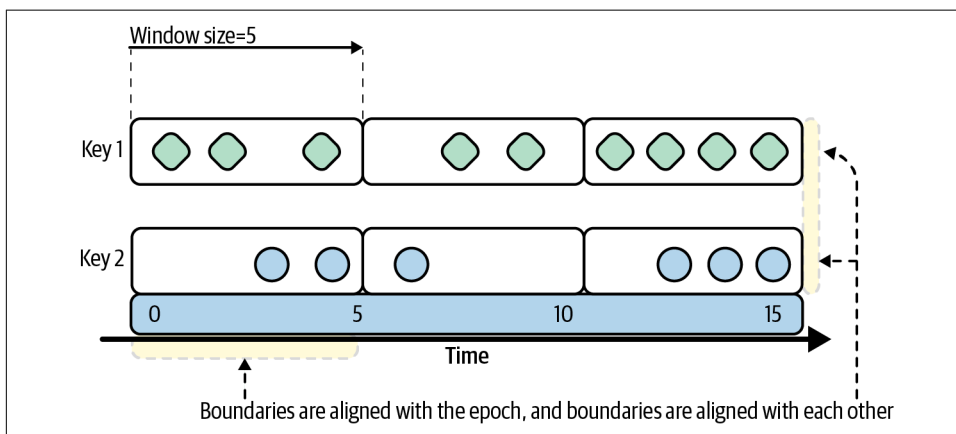 Window size=5
Key 1
Key 2
0 5 10 15
Time
Boundaries are aligned with the epoch, and boundaries are aligned with each other